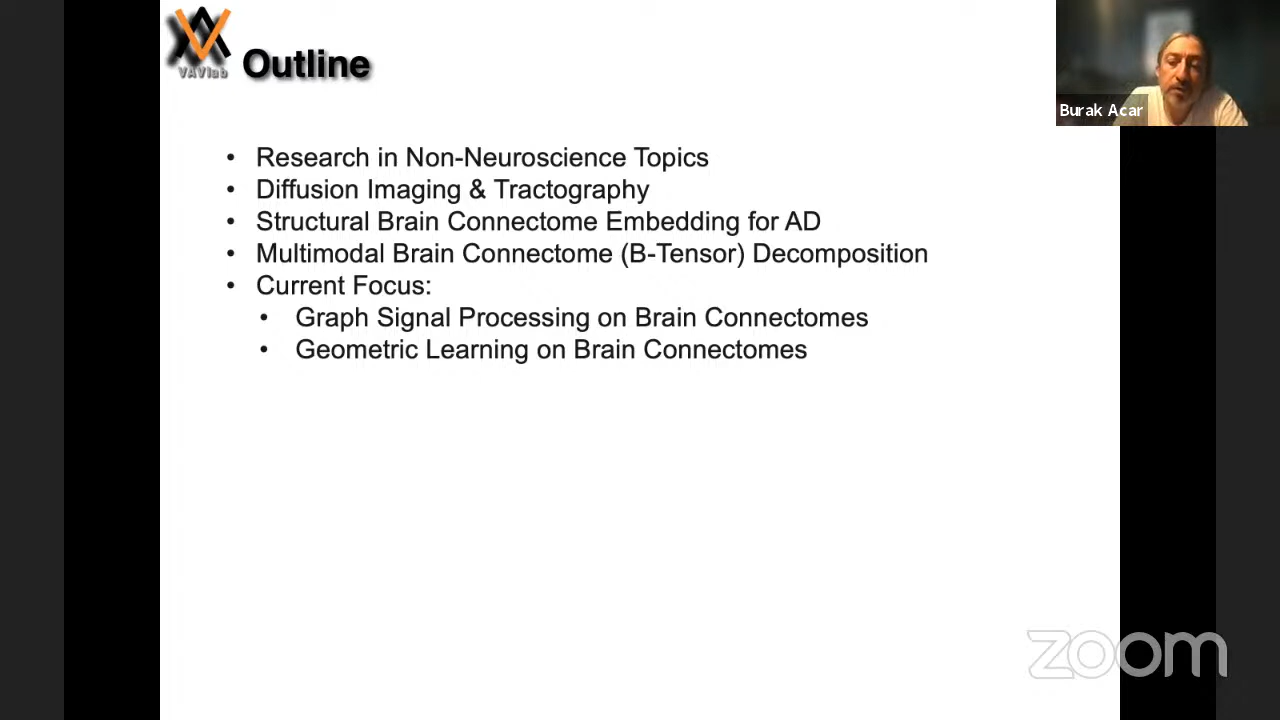 VAVlab
Outline
Burak Acar
• Research in Non-Neuroscience Topics
• Diffusion Imaging & Tractography
• Structural Brain Connectome Embedding for AD
• Multimodal Brain Connectome (B-Tensor) Decomposition
• Current Focus:
• Graph Signal Processing on Brain Connectomes
• Geometric Learning on Brain Connectomes
zoom